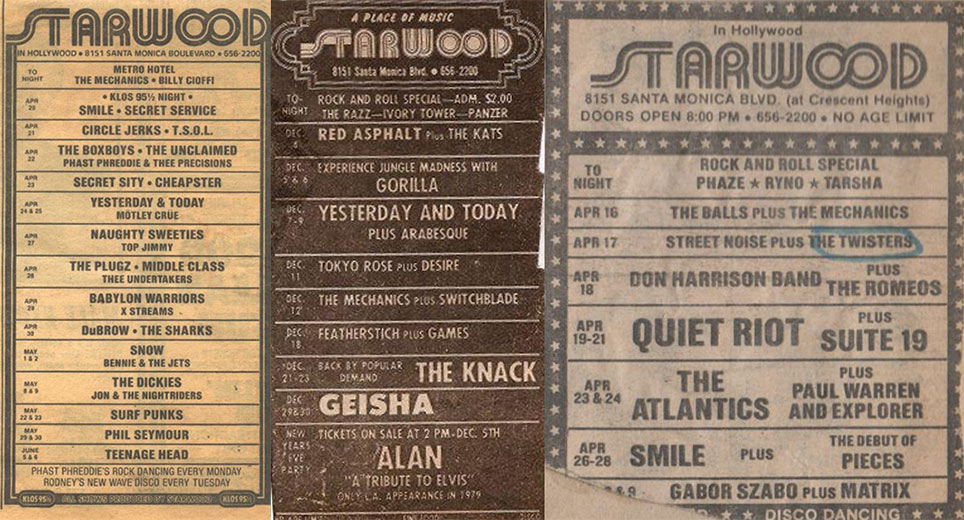 STARWOOD
IN HOLLYWOOD • 8151 SANTA MONICA BOULEVARD • 656-2200
TO NIGHT
METRO HOTEL
THE MECHANICS • BILLY CIOFFI
APR 20
• KLOS 95½ NIGHT •
SMILE • SECRET SERVICE
APR 21
CIRCLE JERKS • T.S.O.L.
APR 22
THE BOXBOYS • THE UNCLAIMED
PHAST PHREDDIE & THEE PRECISIONS
APR 23
SECRET SITY • CHEAPSTER
APR 24 & 25
YESTERDAY & TODAY
MÖTLEY CRÜE
APR 27
NAUGHTY SWEETIES
TOP JIMMY
APR 28
THE PLUGZ • MIDDLE CLASS
THEE UNDERTAKERS
APR 29
BABYLON WARRIORS
X STREAMS
APR 30
DuBROW • THE SHARKS
MAY 1 & 2
SNOW
BENNIE & THE JETS
MAY 8 & 9
THE DICKIES
JON & THE NIGHTRIDERS
MAY 22 & 23
SURF PUNKS
MAY 29 & 30
PHIL SEYMOUR
JUNE 5 & 6
TEENAGE HEAD
PHAST PHREDDIE'S ROCK DANCING EVERY MONDAY
RODNEY'S NEW WAVE DISCO EVERY TUESDAY
KLOS 95½ ALL SHOWS PRODUCED BY STARWOOD KLOS 95½
A PLACE OF MUSIC
STARWOOD
8151 Santa Monica Blvd. • 656-2200
TO-NIGHT
ROCK AND ROLL SPECIAL—ADM. $2.00
THE RAZZ—IVORY TOWER—PANZER
DEC. 4
RED ASPHALT PLUS THE KATS
DEC. 5 & 6
EXPERIENCE JUNGLE MADNESS WITH
GORILLA
DEC.
YESTERDAY AND TODAY
PLUS ARABESQUE
DEC. 11
TOKYO ROSE PLUS DESIRE
DEC. 12
THE MECHANICS PLUS SWITCHBLADE
DEC. 18
FEATHERSTICH PLUS GAMES
DEC. 21-23
BACK BY POPULAR DEMAND THE KNACK
DEC 29&30
GEISHA
NEW YEARS EVE PARTY
TICKETS ON SALE AT 2 PM-DEC. 5TH
ALAN
"A TRIBUTE TO ELVIS"
ONLY L.A. APPEARANCE IN 1979
In Hollywood
STARWOOD
8151 SANTA MONICA BLVD. (at Crescent Heights)
DOORS OPEN 8:00 PM • 656-2200 • NO AGE LIMIT
TO NIGHT
ROCK AND ROLL SPECIAL
PHAZE ★ RYNO ★ TARSHA
APR 16
THE BALLS PLUS THE MECHANICS
APR 17
STREET NOISE PLUS THE TWISTERS
APR 18
DON HARRISON BAND PLUS THE ROMEOS
APR 19-21
QUIET RIOT PLUS SUITE 19
APR 23 & 24
THE ATLANTICS PLUS PAUL WARREN AND EXPLORER
APR 26-28
SMILE PLUS THE DEBUT OF PIECES
& 9
GABOR SZABO PLUS MATRIX
DISCO DANCING